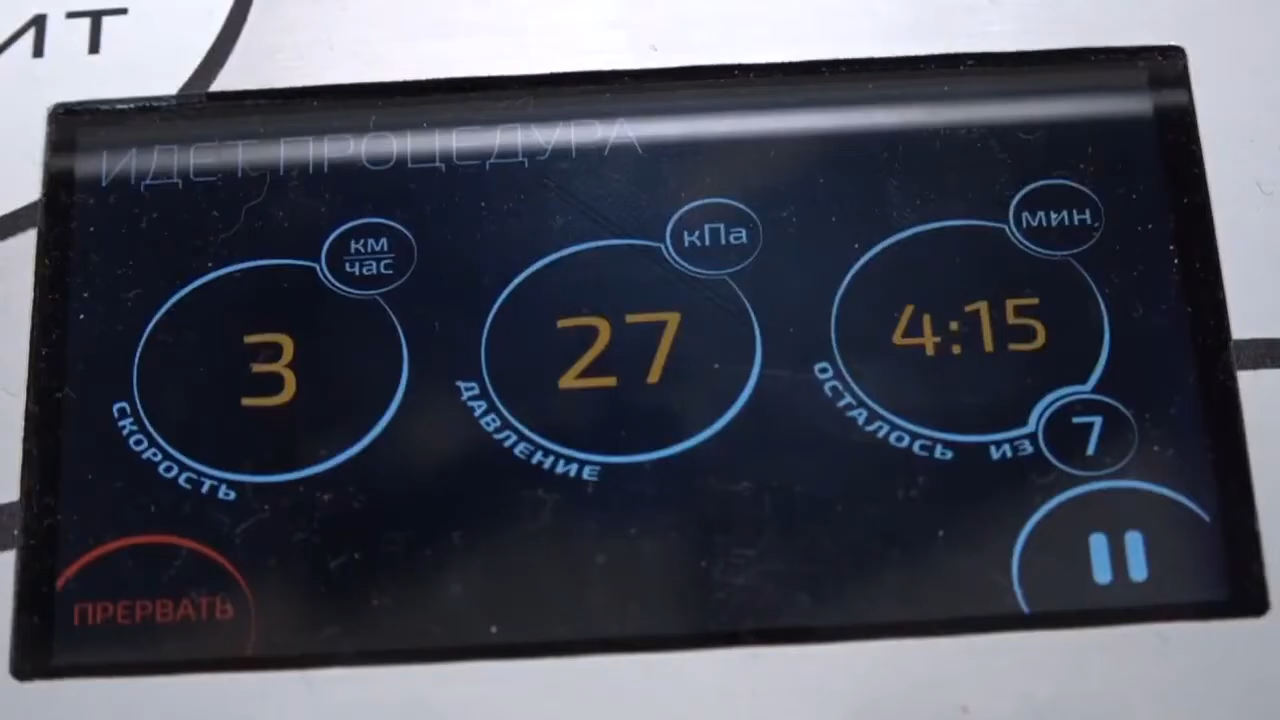 ИТ
ИДЕТ ПРОЦЕДУРА
км
час
3
СКОРОСТЬ
кПа
27
ДАВЛЕНИЕ
мин.
4:15
ОСТАЛОСЬ ИЗ 7
ПРЕРВАТЬ